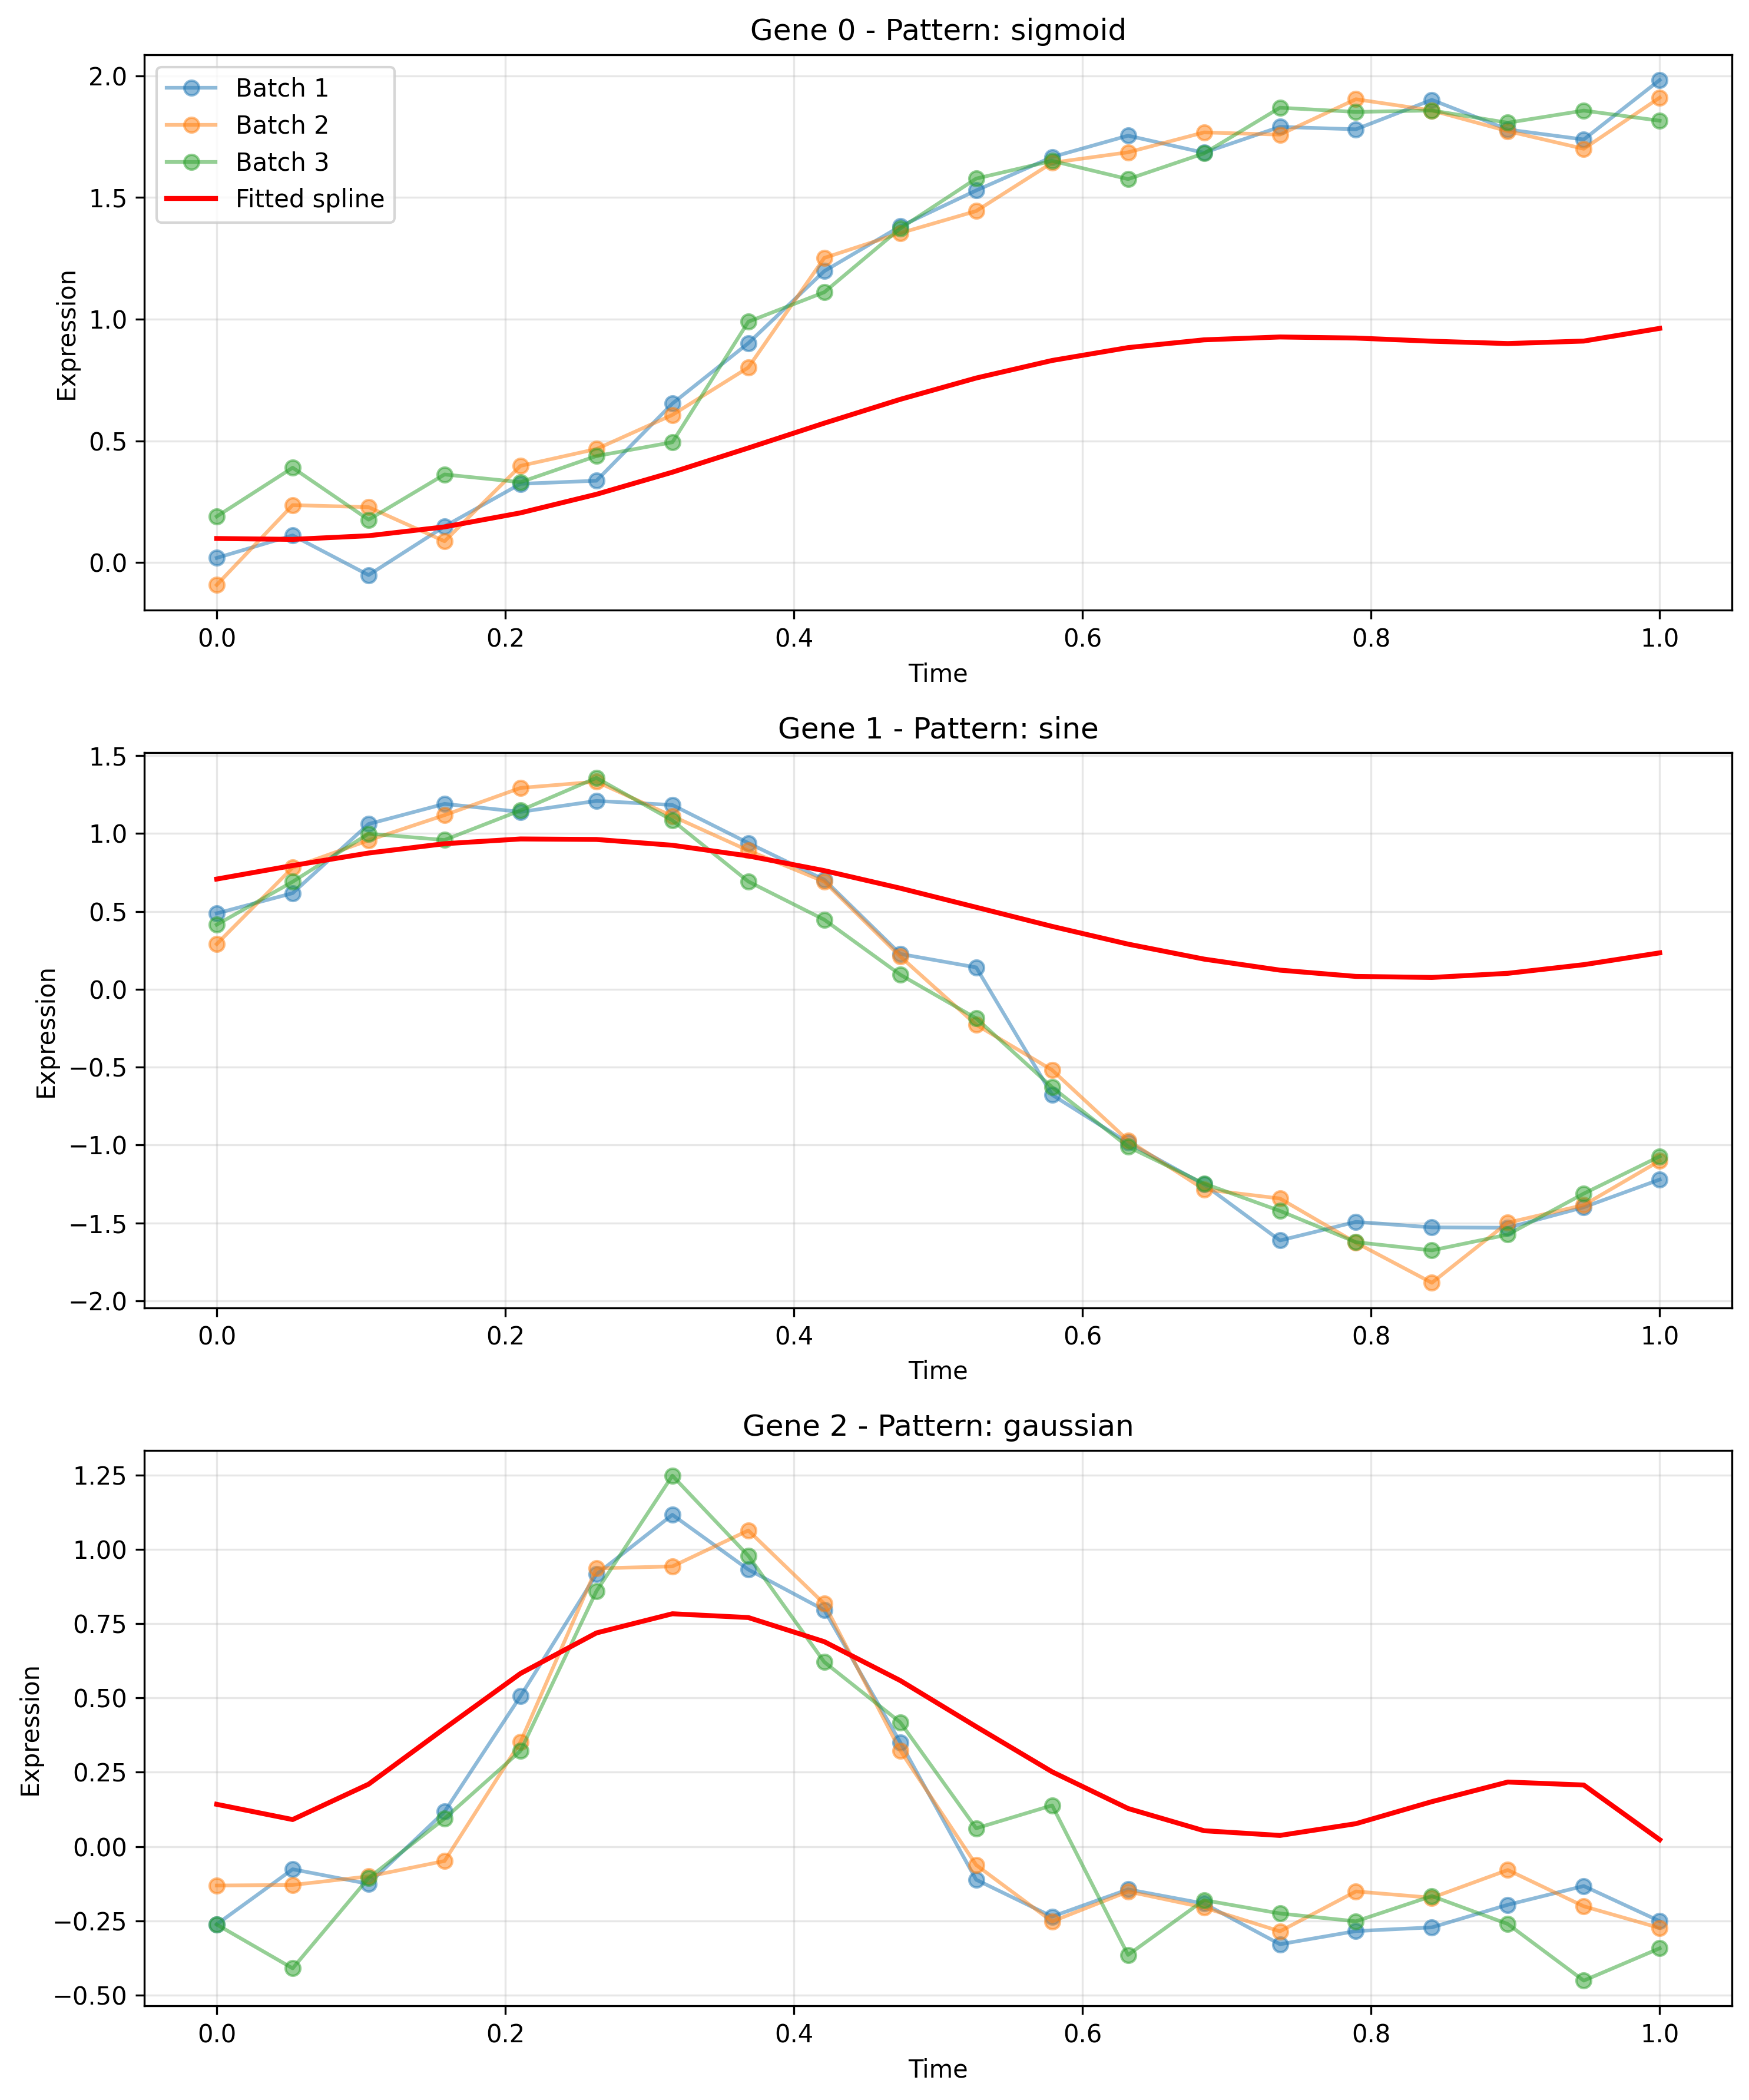 Gene 0 - Pattern: sigmoid
2.0
1.5
1.0
0.5
0.0
Expression
Batch 1
Batch 2
Batch 3
Fitted spline
0.0 0.2 0.4 0.6 0.8 1.0
Time
Gene 1 - Pattern: sine
1.5
1.0
0.5
0.0
−0.5
−1.0
−1.5
−2.0
Expression
0.0 0.2 0.4 0.6 0.8 1.0
Time
Gene 2 - Pattern: gaussian
1.25
1.00
0.75
0.50
0.25
0.00
−0.25
−0.50
Expression
0.0 0.2 0.4 0.6 0.8 1.0
Time